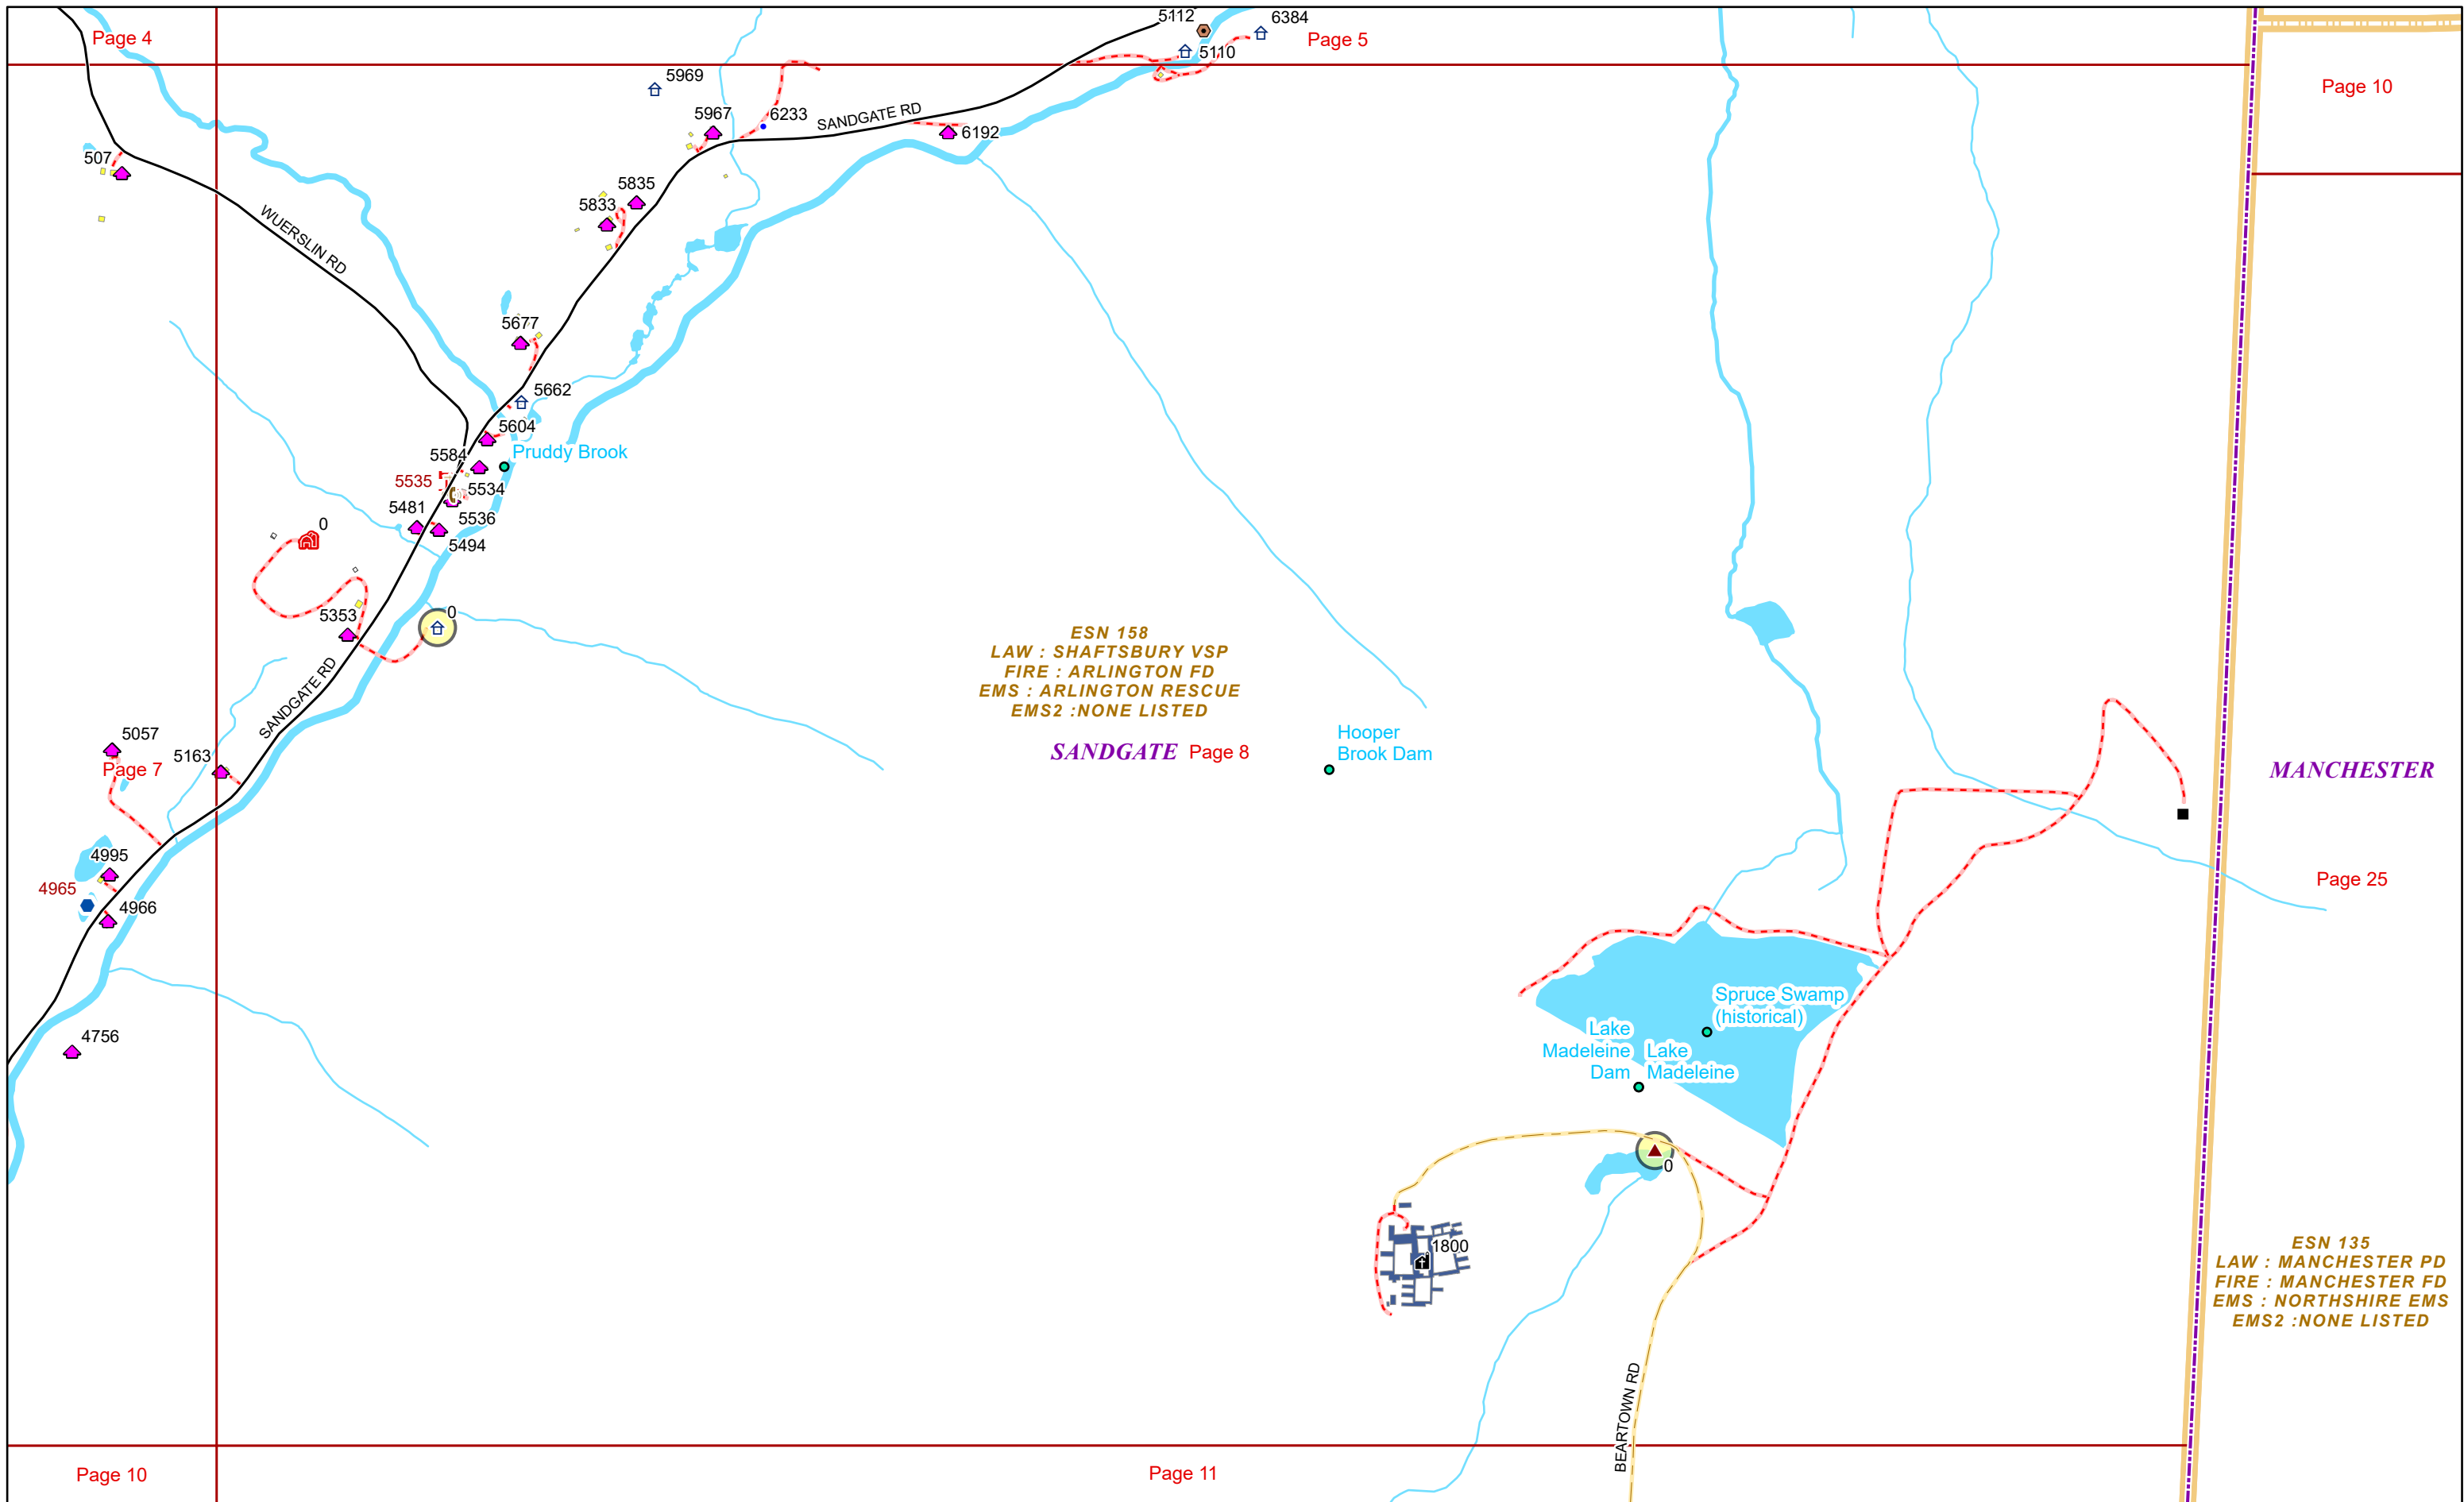 5112
6384
Page 4
Page 5
5110
5969
Page 10
5967
6233
SANDGATE RD
6192
507
5835
5833
WUERSLIN RD
5677
5662
5604
5584
Pruddy Brook
5535
5534
5481
5536
0
5494
0
5353
ESN 158
LAW : SHAFTSBURY VSP
FIRE : ARLINGTON FD
EMS : ARLINGTON RESCUE
EMS2 :NONE LISTED
SANDGATE RD
5057
5163
Page 7
SANDGATE Page 8
Hooper
Brook Dam
MANCHESTER
4995
4965
4966
Page 25
Spruce Swamp
(historical)
4756
Lake
Madeleine
Dam
Lake
Madeleine
0
1800
ESN 135
LAW : MANCHESTER PD
FIRE : MANCHESTER FD
EMS : NORTHSHIRE EMS
EMS2 :NONE LISTED
BEARTOWN RD
Page 10
Page 11